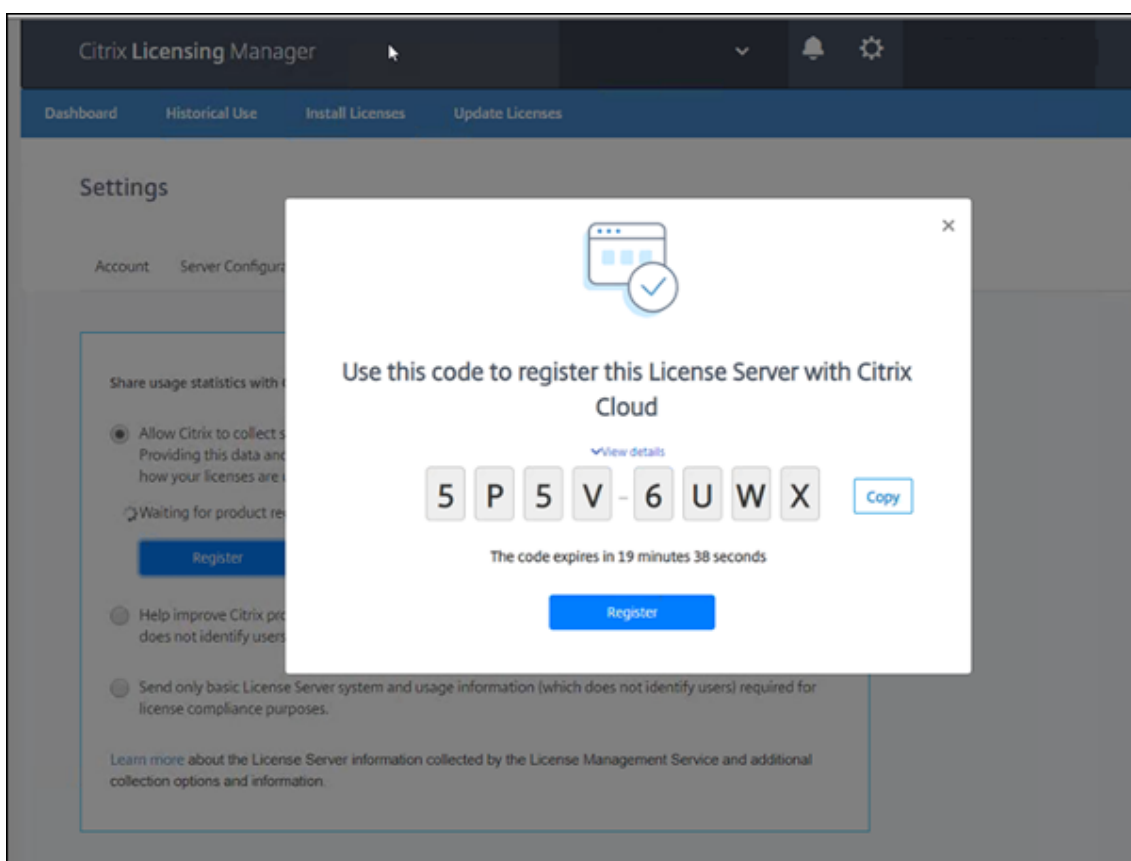 Citrix Licensing Manager
Dashboard Historical Use Install Licenses Update Licenses
Settings
Account Server Configura
Use this code to register this License Server with Citrix
Cloud
View details
5 P 5 V - 6 U W X Copy
The code expires in 19 minutes 38 seconds
Register
Share usage statistics with
Allow Citrix to collect s
Providing this data and
how your licenses are
Waiting for product re
Register
Help improve Citrix pro
does not identify users
Send only basic License Server system and usage information (which does not identify users) required for
license compliance purposes.
Learn more about the License Server information collected by the License Management Service and additional
collection options and information.